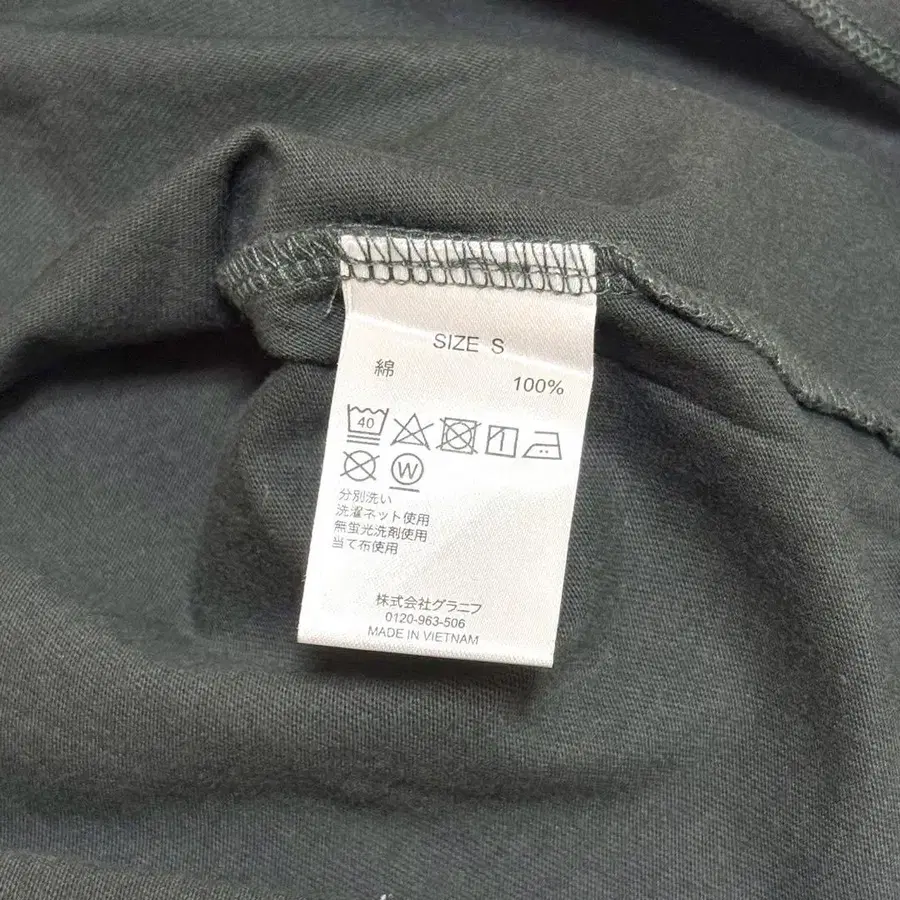 SIZE S
綿 100%
40
W
分別洗い
洗濯ネット使用
無蛍光洗剤使用
当て布使用
株式会社グラニフ
0120-963-506
MADE IN VIETNAM